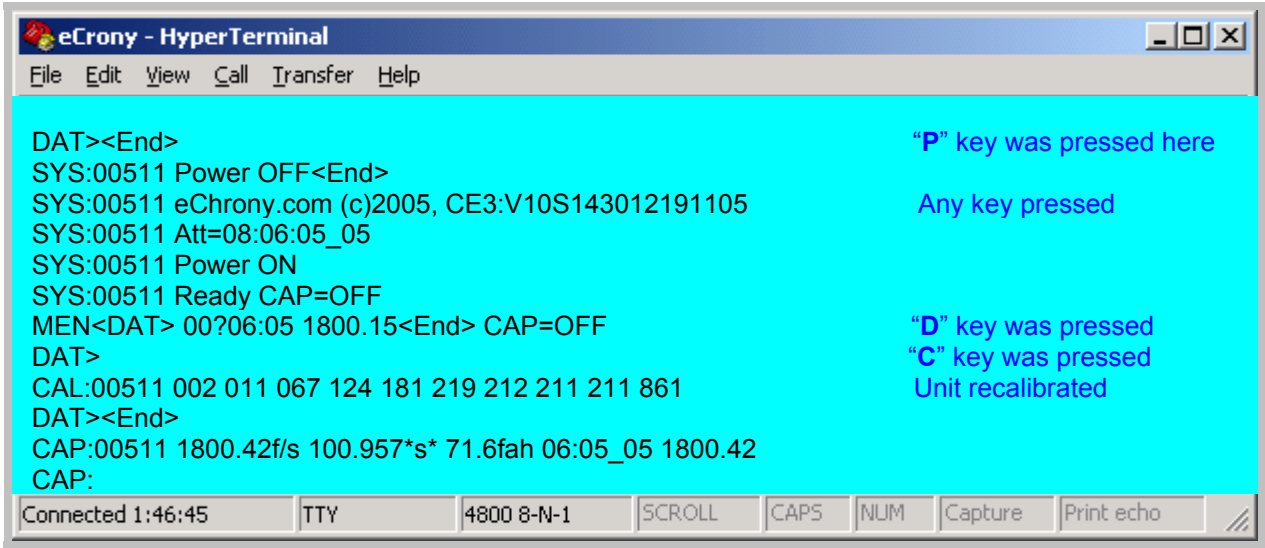 eCrony - HyperTerminal
File Edit View Call Transfer Help
DAT><End> “P” key was pressed here
SYS:00511 Power OFF<End>
SYS:00511 eChrony.com (c)2005, CE3:V10S143012191105 Any key pressed
SYS:00511 Att=08:06:05_05
SYS:00511 Power ON
SYS:00511 Ready CAP=OFF
MEN<DAT> 00?06:05 1800.15<End> CAP=OFF “D” key was pressed
DAT> “C” key was pressed
CAL:00511 002 011 067 124 181 219 212 211 211 861 Unit recalibrated
DAT><End>
CAP:00511 1800.42f/s 100.957*s* 71.6fah 06:05_05 1800.42
CAP:
Connected 1:46:45 TTY 4800 8-N-1 SCROLL CAPS NUM Capture Print echo